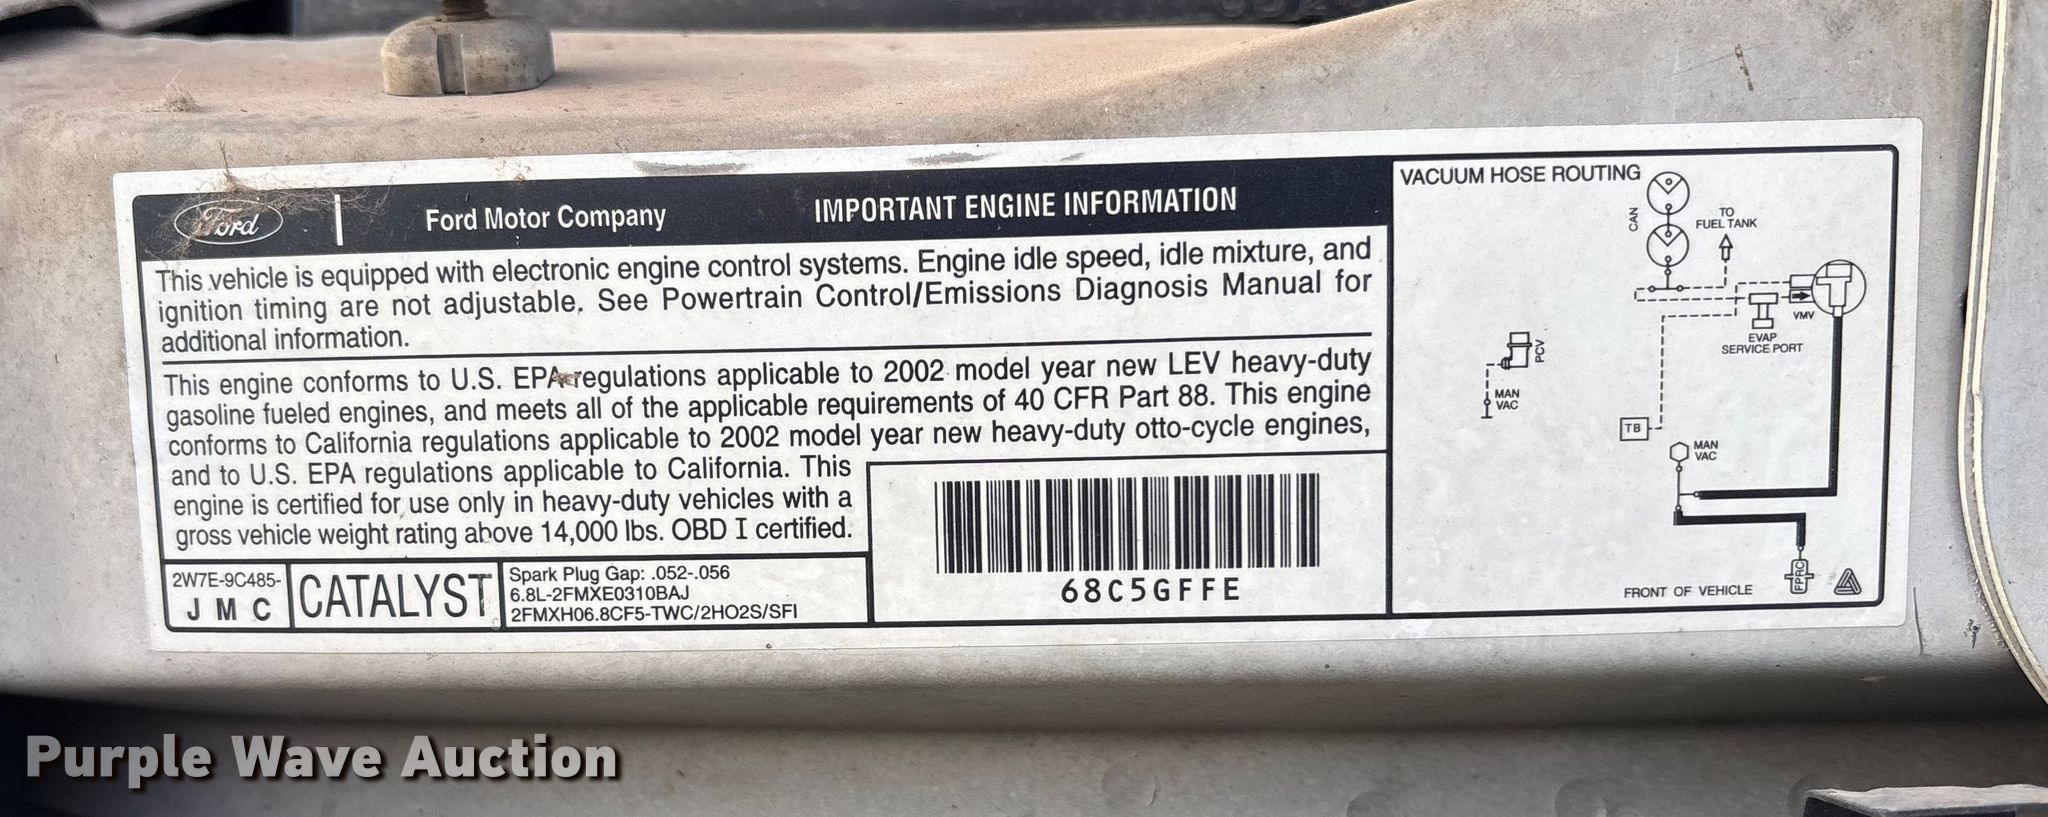 Ford
Ford Motor Company
IMPORTANT ENGINE INFORMATION
This vehicle is equipped with electronic engine control systems. Engine idle speed, idle mixture, and
ignition timing are not adjustable. See Powertrain Control/Emissions Diagnosis Manual for
additional information.
This engine conforms to U.S. EPA regulations applicable to 2002 model year new LEV heavy-duty
gasoline fueled engines, and meets all of the applicable requirements of 40 CFR Part 88. This engine
conforms to California regulations applicable to 2002 model year new heavy-duty otto-cycle engines,
and to U.S. EPA regulations applicable to California. This
engine is certified for use only in heavy-duty vehicles with a
gross vehicle weight rating above 14,000 lbs. OBD I certified.
2W7E-9C485-
J M C
CATALYST
Spark Plug Gap: .052-.056
6.8L-2FMXE0310BAJ
2FMXH06.8CF5-TWC/2HO2S/SFI
68C5GFFE
VACUUM HOSE ROUTING
CAN
TO
FUEL TANK
VMV
EVAP
SERVICE PORT
PCV
MAN
VAC
TB
MAN
VAC
FPRC
FRONT OF VEHICLE
Purple Wave Auction